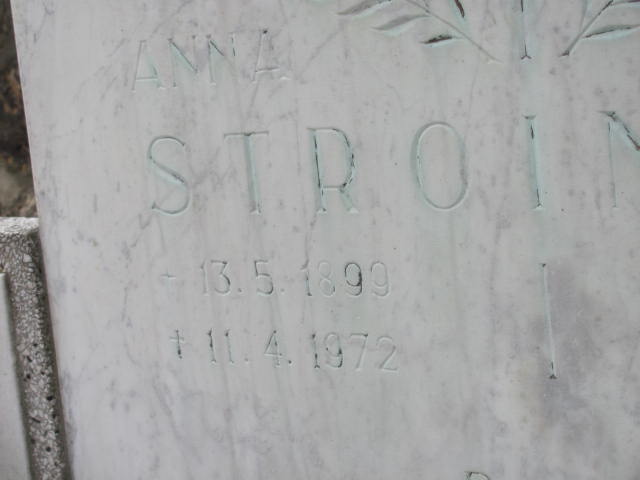 ANNA
STROIN
* 13.5.1899
† 11.4.1972